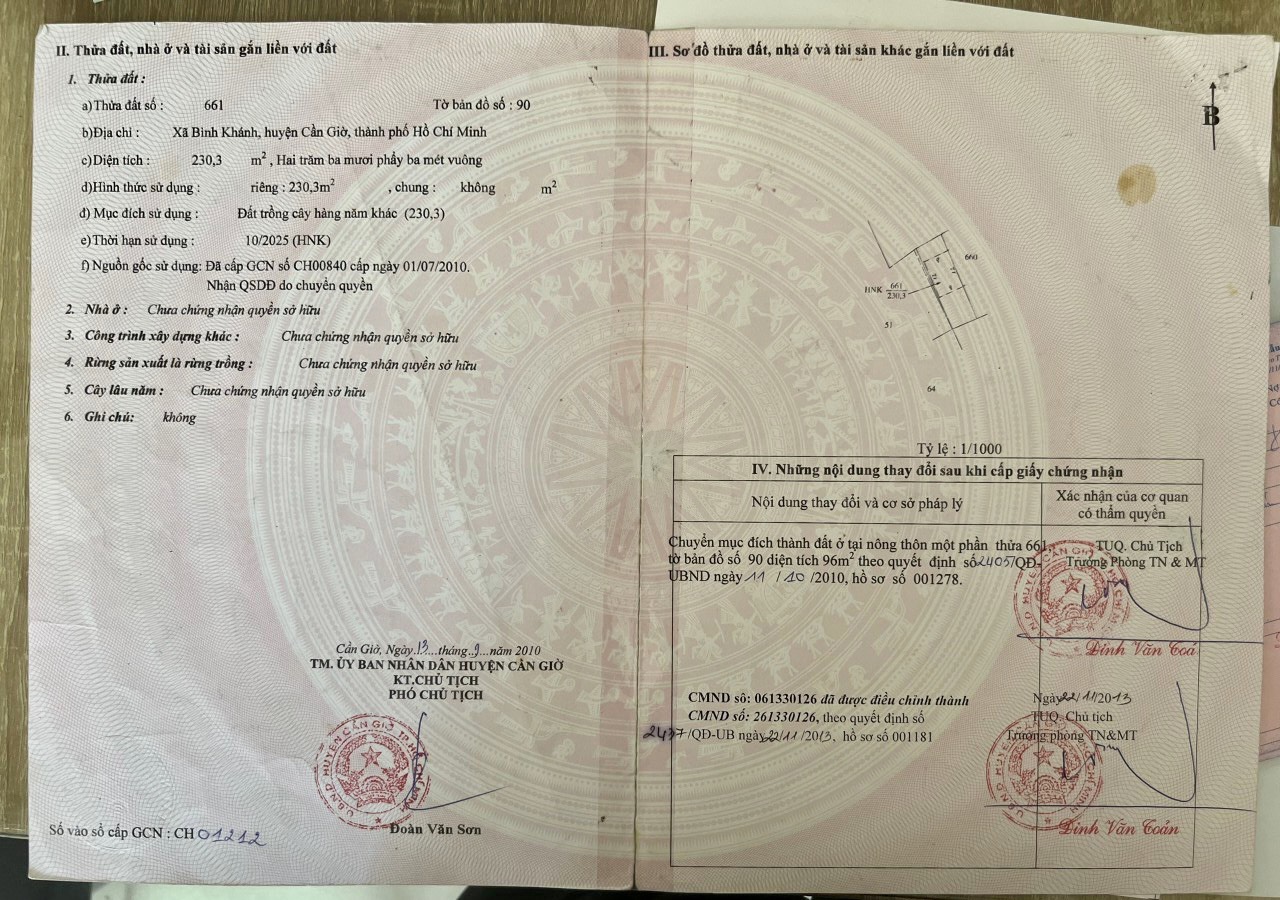 II. Thửa đất, nhà ở và tài sản gắn liền với đất
1. Thửa đất :
a)Thửa đất số : 661 Tờ bản đồ số : 90
b)Địa chỉ : Xã Bình Khánh, huyện Cần Giờ, thành phố Hồ Chí Minh
c)Diện tích : 230,3 m², Hai trăm ba mươi phẩy ba mét vuông
d)Hình thức sử dụng : riêng : 230,3m² , chung : không m²
đ) Mục đích sử dụng : Đất trồng cây hàng năm khác (230,3)
e)Thời hạn sử dụng : 10/2025 (HNK)
f) Nguồn gốc sử dụng: Đã cấp GCN số CH00840 cấp ngày 01/07/2010.
Nhận QSDĐ do chuyển quyền
2. Nhà ở : Chưa chứng nhận quyền sở hữu
3. Công trình xây dựng khác : Chưa chứng nhận quyền sở hữu
4. Rừng sản xuất là rừng trồng : Chưa chứng nhận quyền sở hữu
5. Cây lâu năm : Chưa chứng nhận quyền sở hữu
6. Ghi chú: không
Cần Giờ, Ngày 13 tháng 9 năm 2010
TM. ỦY BAN NHÂN DÂN HUYỆN CẦN GIỜ
KT.CHỦ TỊCH
PHÓ CHỦ TỊCH
U.B.N.D HUYỆN CẦN GIỜ T.P HỒ CHÍ MINH
Đoàn Văn Sơn
Số vào sổ cấp GCN : CH 01212
III. Sơ đồ thửa đất, nhà ở và tài sản khác gắn liền với đất
B
660
HNK 661
230,3
51
64
Tỷ lệ : 1/1000
IV. Những nội dung thay đổi sau khi cấp giấy chứng nhận
Nội dung thay đổi và cơ sở pháp lý
Xác nhận của cơ quan
có thẩm quyền
Chuyển mục đích thành đất ở tại nông thôn một phần thửa 661
tờ bản đồ số 90 diện tích 96m² theo quyết định số 2405/QĐ-
UBND ngày 11 / 10 /2010, hồ sơ số 001278.
TUQ. Chủ Tịch
Trưởng Phòng TN & MT
Đinh Văn Toá
CMND số: 061330126 đã được điều chỉnh thành
CMND số: 261330126, theo quyết định số
2437/QĐ-UB ngày 22/11/2013, hồ sơ số 001181
Ngày 22/11/2013
TUQ. Chủ tịch
Trưởng phòng TN&MT
Đinh Văn Toán